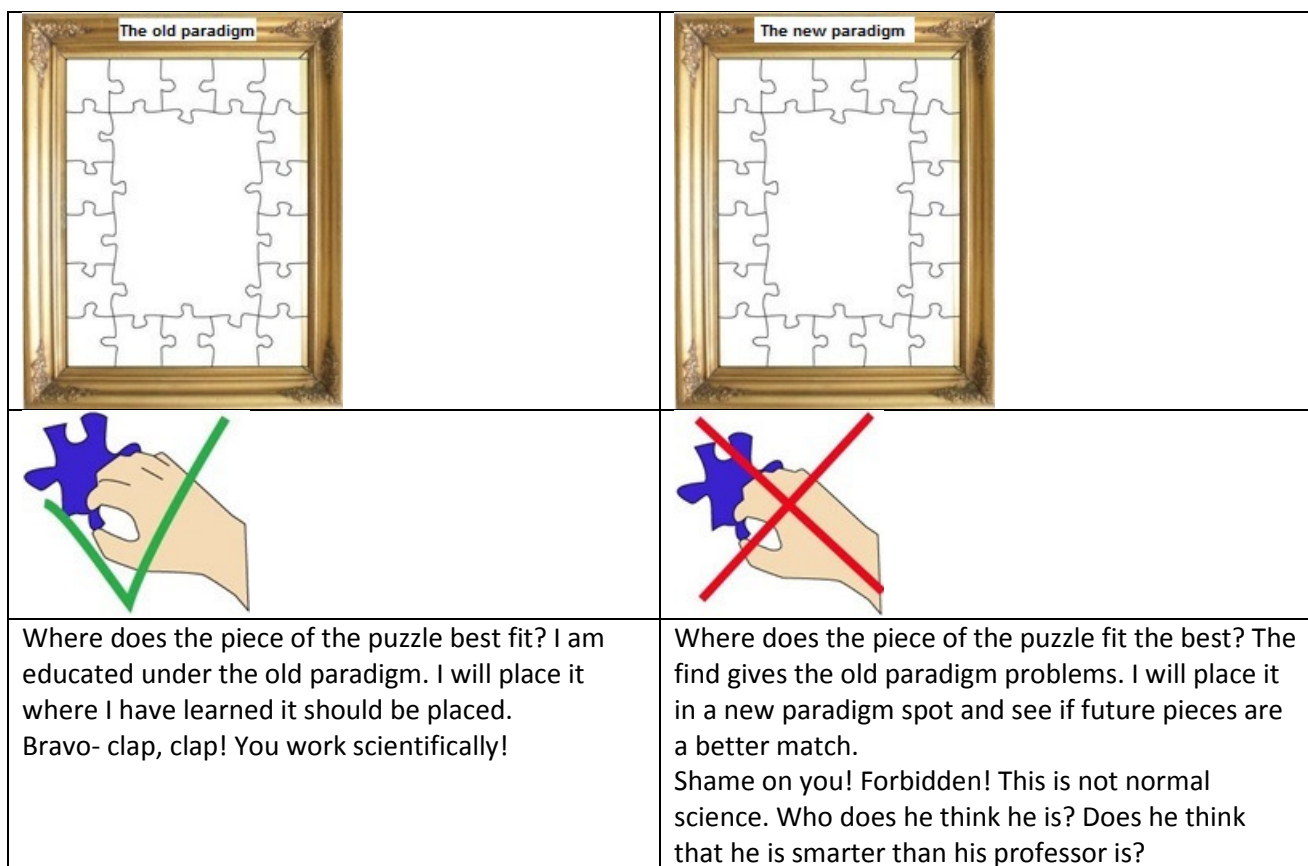 The old paradigm
The new paradigm
Where does the piece of the puzzle best fit? I am
educated under the old paradigm. I will place it
where I have learned it should be placed.
Bravo- clap, clap! You work scientifically!
Where does the piece of the puzzle fit the best? The
find gives the old paradigm problems. I will place it
in a new paradigm spot and see if future pieces are
a better match.
Shame on you! Forbidden! This is not normal
science. Who does he think he is? Does he think
that he is smarter than his professor is?